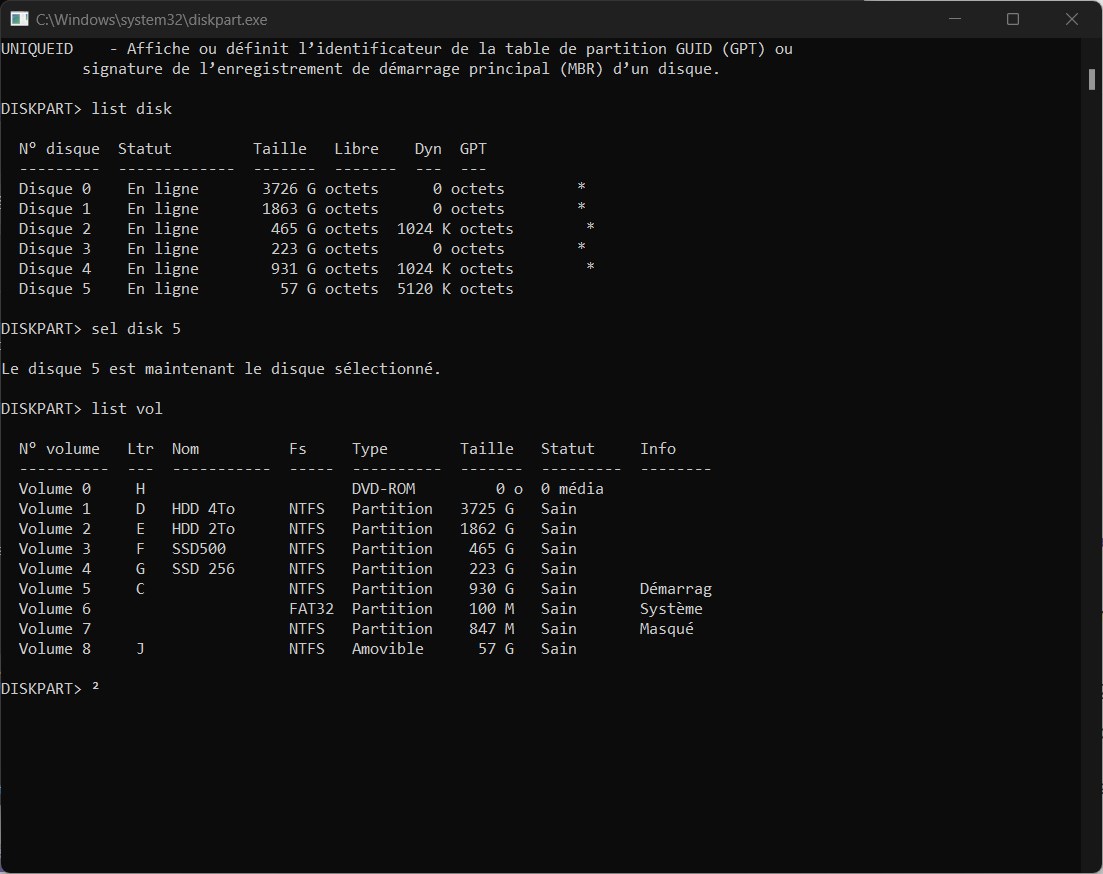 C:\Windows\system32\diskpart.exe
UNIQUEID    - Affiche ou définit l’identificateur de la table de partition GUID (GPT) ou
         signature de l’enregistrement de démarrage principal (MBR) d’un disque.
DISKPART> list disk
  N° disque  Statut         Taille   Libre    Dyn  GPT
  ---------  -------------  -------  -------  ---  ---
  Disque 0    En ligne       3726 G octets      0 octets        *
  Disque 1    En ligne       1863 G octets      0 octets        *
  Disque 2    En ligne        465 G octets  1024 K octets        *
  Disque 3    En ligne        223 G octets      0 octets        *
  Disque 4    En ligne        931 G octets  1024 K octets        *
  Disque 5    En ligne         57 G octets  5120 K octets
DISKPART> sel disk 5
Le disque 5 est maintenant le disque sélectionné.
DISKPART> list vol
  N° volume   Ltr  Nom          Fs     Type        Taille   Statut     Info
  ----------  ---  -----------  -----  ----------  -------  ---------  --------
  Volume 0     H                       DVD-ROM         0 o  0 média
  Volume 1     D   HDD 4To      NTFS   Partition   3725 G   Sain
  Volume 2     E   HDD 2To      NTFS   Partition   1862 G   Sain
  Volume 3     F   SSD500       NTFS   Partition    465 G   Sain
  Volume 4     G   SSD 256      NTFS   Partition    223 G   Sain
  Volume 5     C                NTFS   Partition    930 G   Sain       Démarrag
  Volume 6                      FAT32  Partition    100 M   Sain       Système
  Volume 7                      NTFS   Partition    847 M   Sain       Masqué
  Volume 8     J                NTFS   Amovible      57 G   Sain
DISKPART> ²